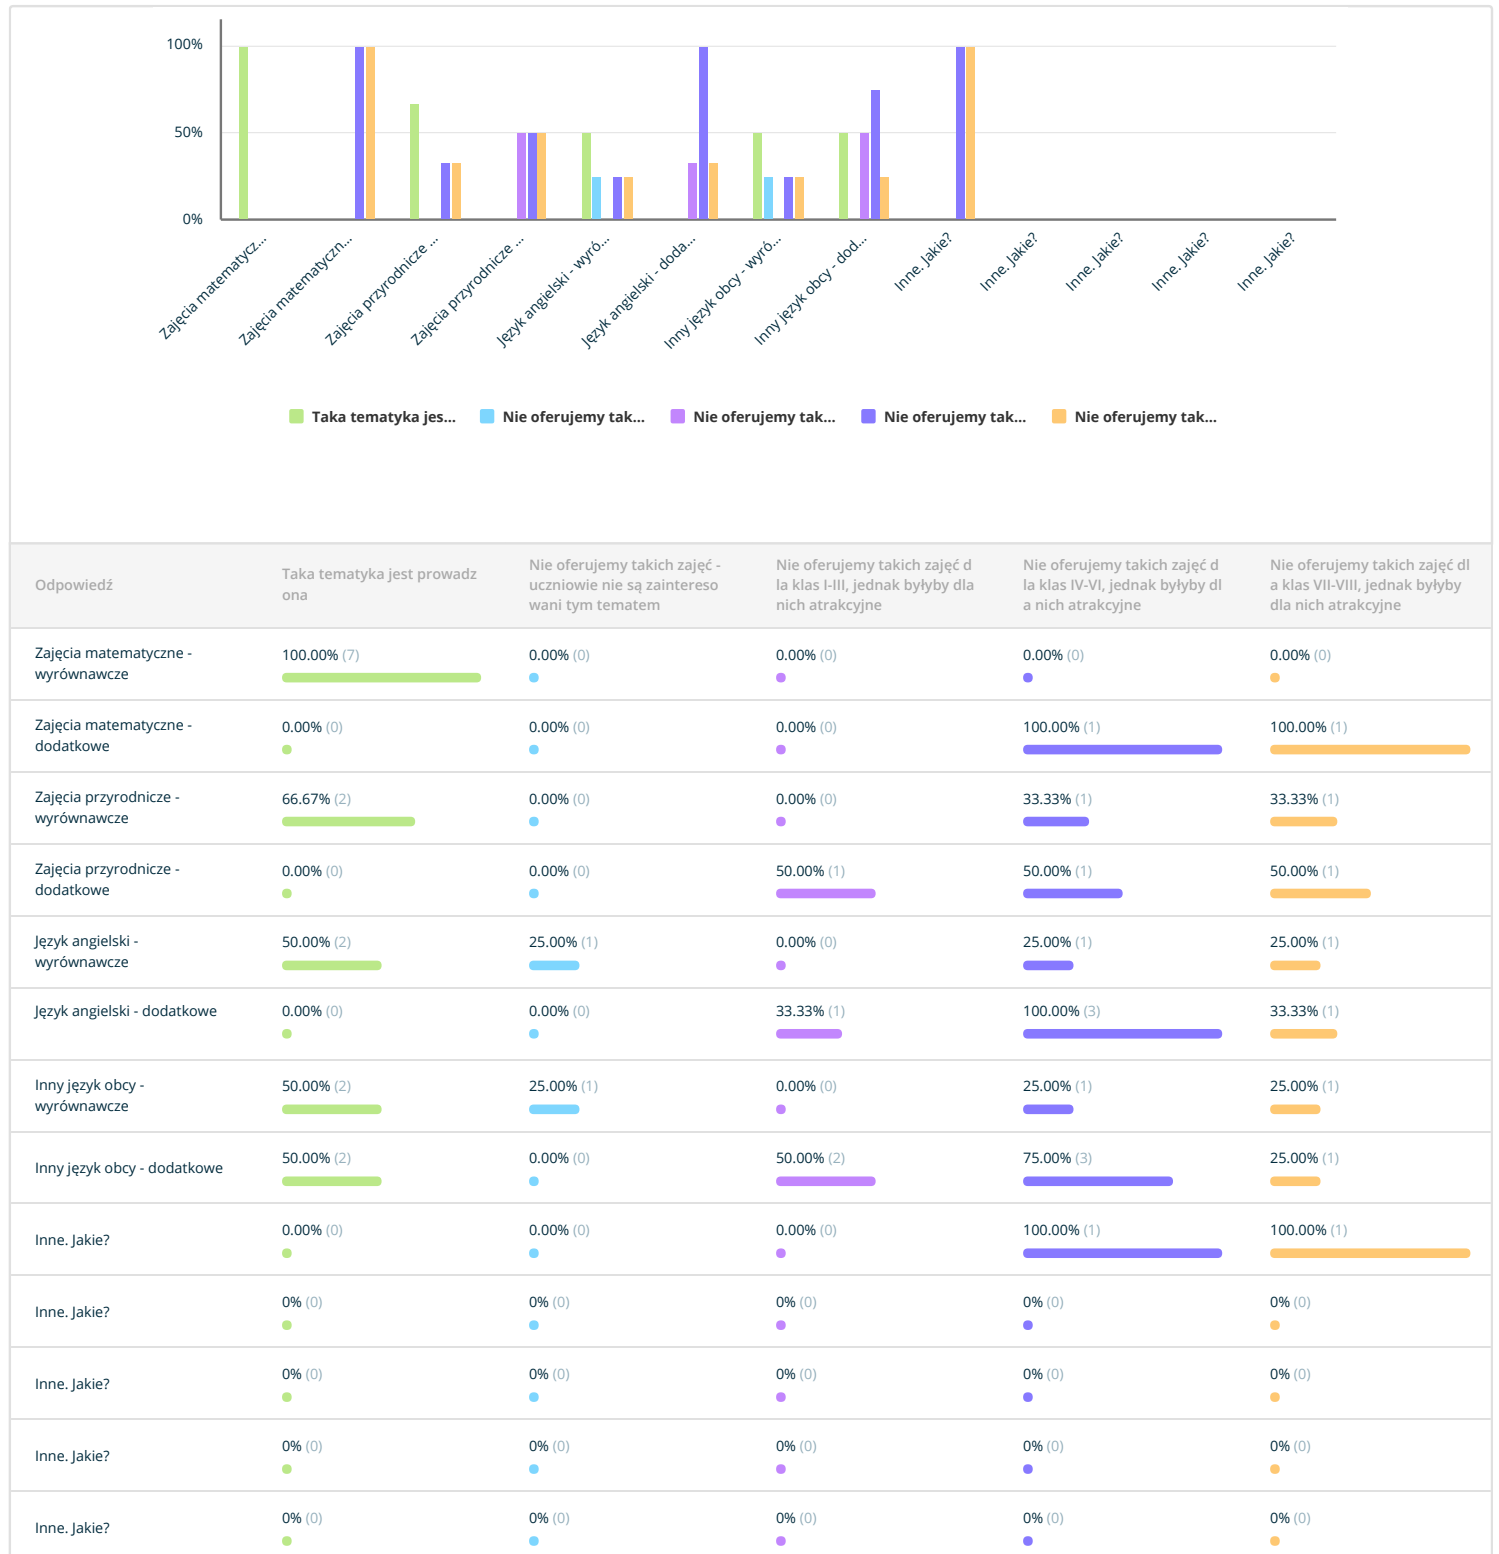 100%
50%
0%
Zajęcia matematycz...
Zajęcia matematyczn...
Zajęcia przyrodnicze ...
Zajęcia przyrodnicze ...
Język angielski - wyró...
Język angielski - doda...
Inny język obcy - wyró...
Inny język obcy - dod...
Inne. Jakie?
Inne. Jakie?
Inne. Jakie?
Inne. Jakie?
Inne. Jakie?
Taka tematyka jes... Nie oferujemy tak... Nie oferujemy tak... Nie oferujemy tak... Nie oferujemy tak...
Odpowiedź
Taka tematyka jest prowadz
ona
Nie oferujemy takich zajęć -
uczniowie nie są zaintereso
wani tym tematem
Nie oferujemy takich zajęć d
la klas I-III, jednak byłyby dla
nich atrakcyjne
Nie oferujemy takich zajęć d
la klas IV-VI, jednak byłyby dl
a nich atrakcyjne
Nie oferujemy takich zajęć dl
a klas VII-VIII, jednak byłyby
dla nich atrakcyjne
Zajęcia matematyczne -
wyrównawcze
100.00% (7) 0.00% (0) 0.00% (0) 0.00% (0) 0.00% (0)
Zajęcia matematyczne -
dodatkowe
0.00% (0) 0.00% (0) 0.00% (0) 100.00% (1) 100.00% (1)
Zajęcia przyrodnicze -
wyrównawcze
66.67% (2) 0.00% (0) 0.00% (0) 33.33% (1) 33.33% (1)
Zajęcia przyrodnicze -
dodatkowe
0.00% (0) 0.00% (0) 50.00% (1) 50.00% (1) 50.00% (1)
Język angielski -
wyrównawcze
50.00% (2) 25.00% (1) 0.00% (0) 25.00% (1) 25.00% (1)
Język angielski - dodatkowe
0.00% (0) 0.00% (0) 33.33% (1) 100.00% (3) 33.33% (1)
Inny język obcy -
wyrównawcze
50.00% (2) 25.00% (1) 0.00% (0) 25.00% (1) 25.00% (1)
Inny język obcy - dodatkowe
50.00% (2) 0.00% (0) 50.00% (2) 75.00% (3) 25.00% (1)
Inne. Jakie?
0.00% (0) 0.00% (0) 0.00% (0) 100.00% (1) 100.00% (1)
Inne. Jakie?
0% (0) 0% (0) 0% (0) 0% (0) 0% (0)
Inne. Jakie?
0% (0) 0% (0) 0% (0) 0% (0) 0% (0)
Inne. Jakie?
0% (0) 0% (0) 0% (0) 0% (0) 0% (0)
Inne. Jakie?
0% (0) 0% (0) 0% (0) 0% (0) 0% (0)